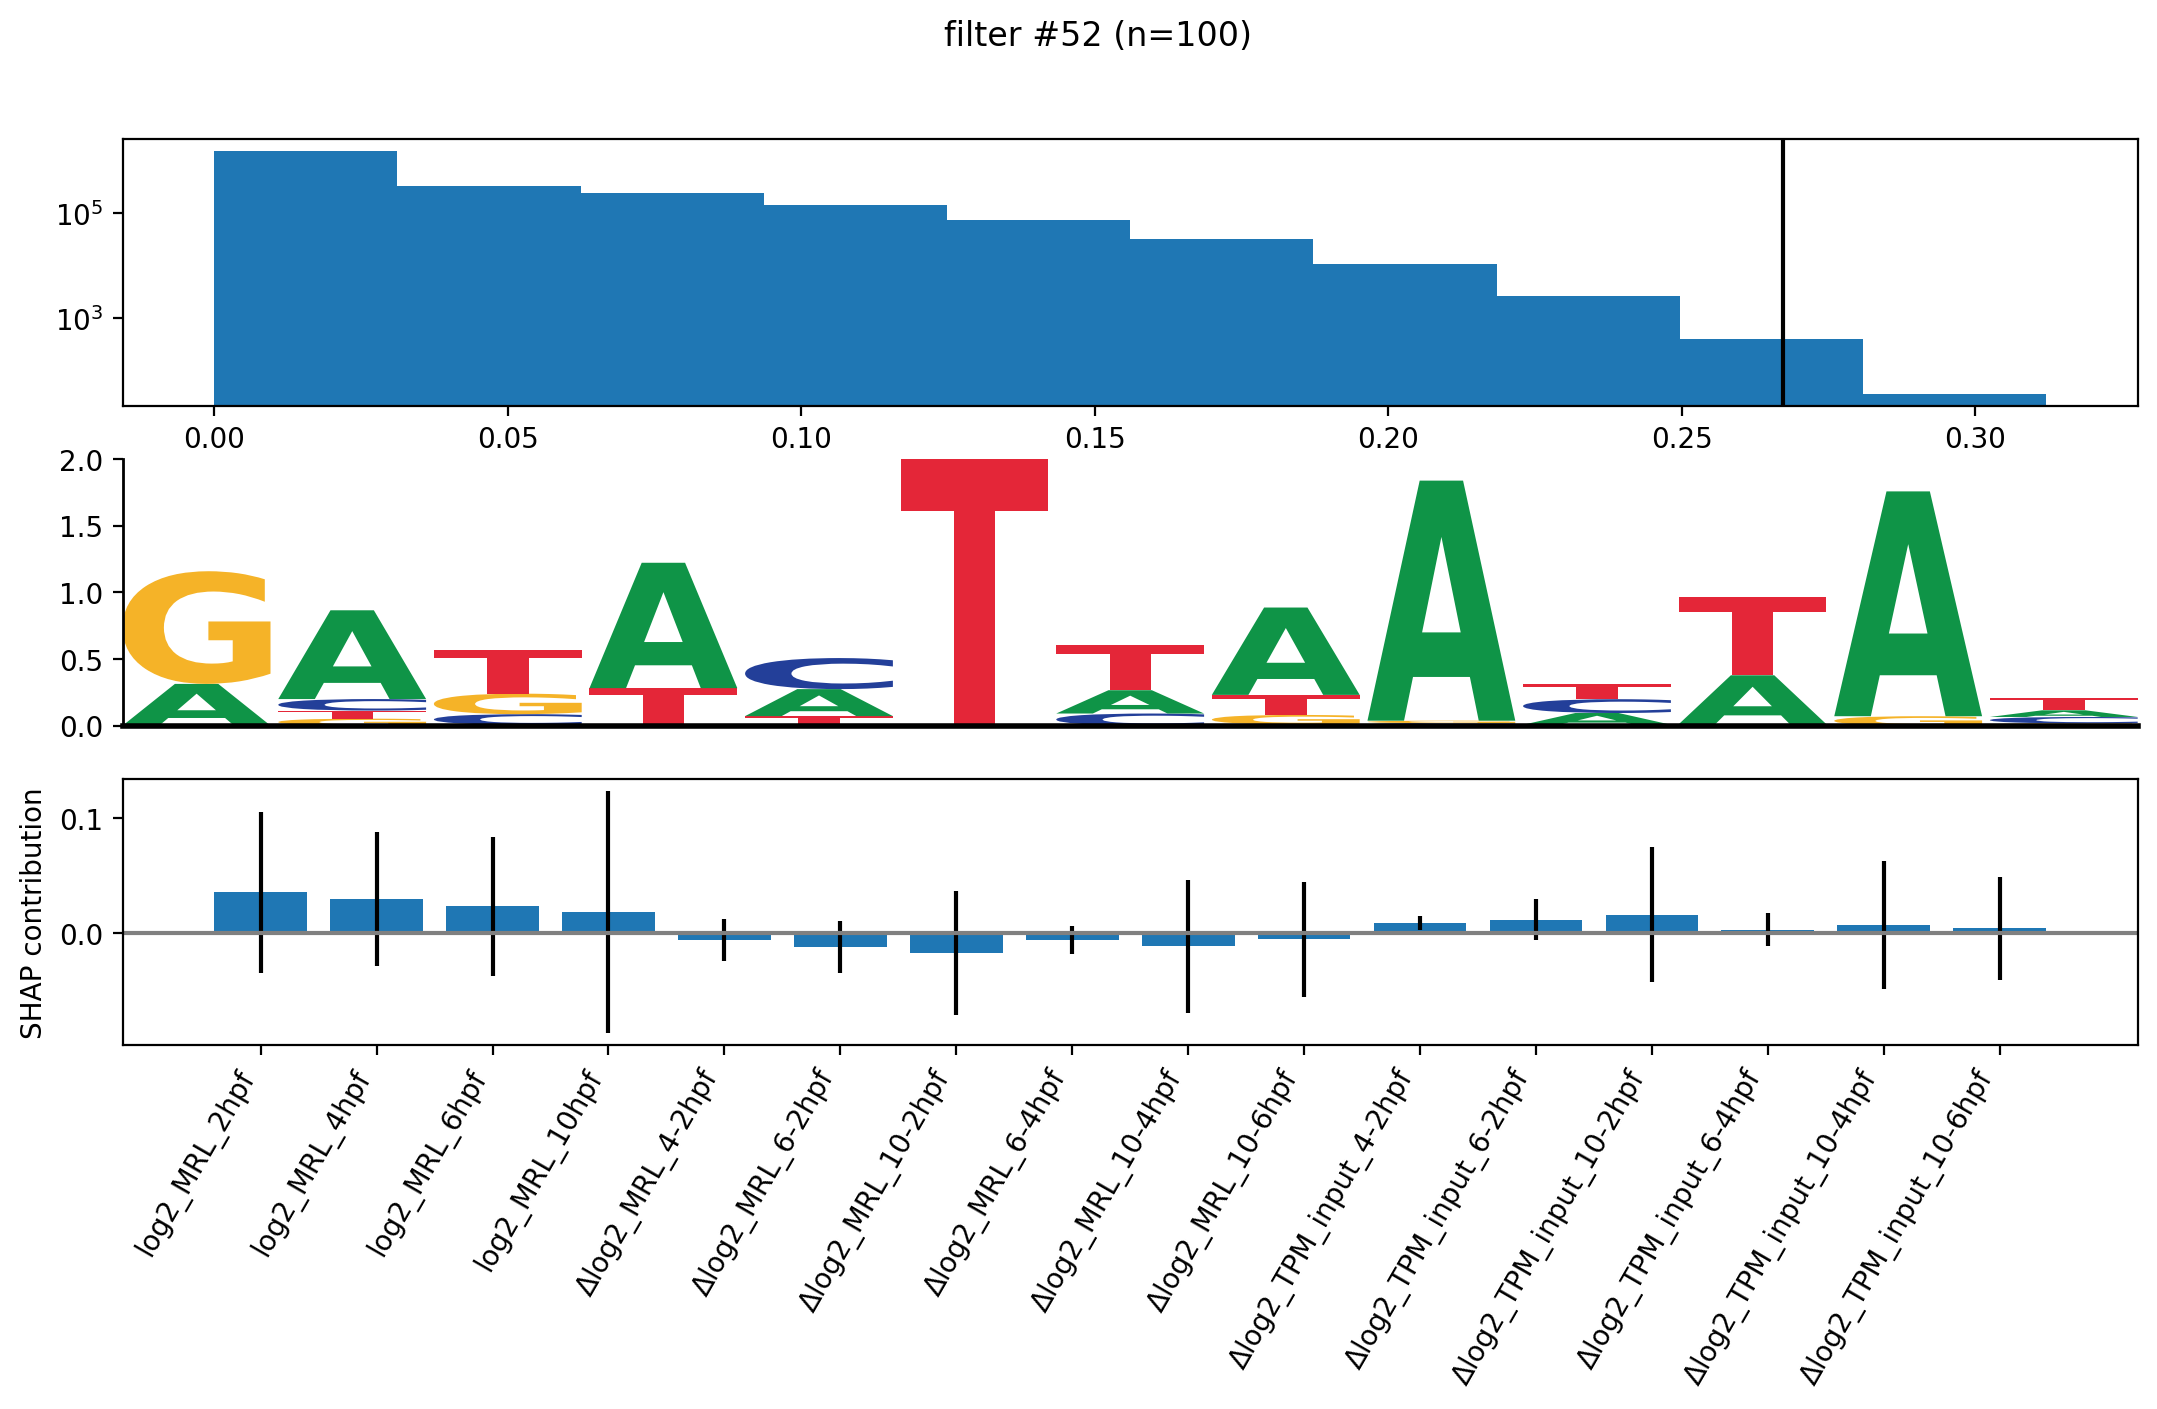 filter #52 (n=100)
10^5
10^3
0.00 0.05 0.10 0.15 0.20 0.25 0.30
2.0
1.5
1.0
0.5
0.0
G A T A C T T A A T T A T
A C G T A A T C A
T C T C G A
G
SHAP contribution
0.1
0.0
log2_MRL_2hpf
log2_MRL_4hpf
log2_MRL_6hpf
log2_MRL_10hpf
Δlog2_MRL_4-2hpf
Δlog2_MRL_6-2hpf
Δlog2_MRL_10-2hpf
Δlog2_MRL_6-4hpf
Δlog2_MRL_10-4hpf
Δlog2_MRL_10-6hpf
Δlog2_TPM_input_4-2hpf
Δlog2_TPM_input_6-2hpf
Δlog2_TPM_input_10-2hpf
Δlog2_TPM_input_6-4hpf
Δlog2_TPM_input_10-4hpf
Δlog2_TPM_input_10-6hpf